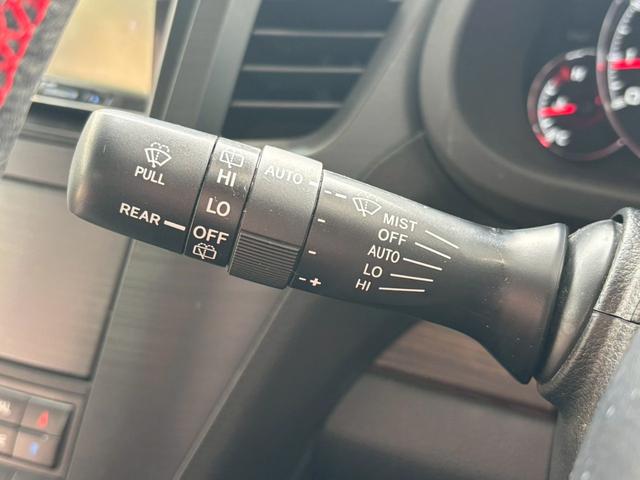 PULL
REAR
HI
LO
OFF
AUTO
- +
MIST
OFF
AUTO
LO
HI